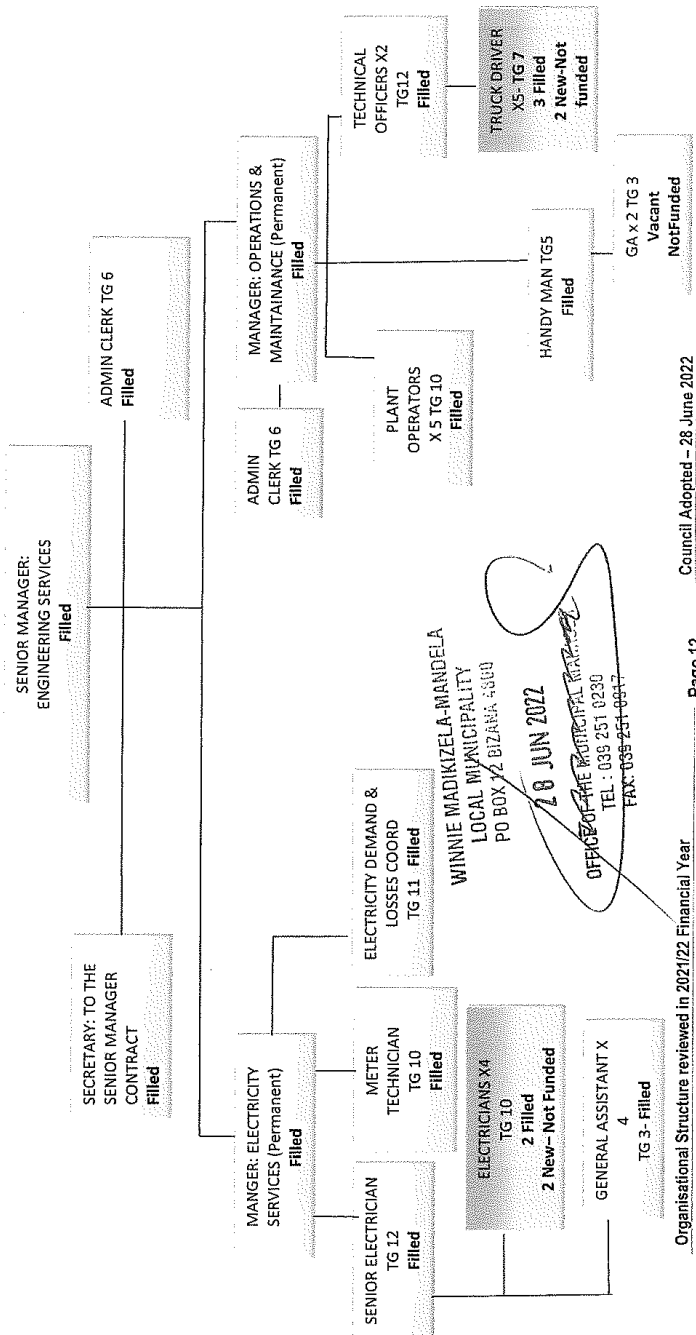 SENIOR MANAGER:
ENGINEERING SERVICES
Filled
SECRETARY: TO THE
SENIOR MANAGER
CONTRACT
Filled
ADMIN CLERK TG 6
Filled
MANGER: ELECTRICITY
SERVICES (Permanent)
Filled
MANAGER: OPERATIONS &
MAINTAINANCE (Permanent)
Filled
ADMIN
CLERK TG 6
Filled
SENIOR ELECTRICIAN
TG 12
Filled
METER
TECHNICIAN
TG 10
Filled
ELECTRICITY DEMAND &
LOSSES COORD
TG 11 Filled
PLANT
OPERATORS
X 5 TG 10
Filled
TECHNICAL
OFFICERS X2
TG12
Filled
ELECTRICIANS X4
TG 10
2 Filled
2 New– Not Funded
TRUCK DRIVER
X5- TG 7
3 Filled
2 New-Not
funded
HANDY MAN TG5
Filled
GENERAL ASSISTANT X
4
TG 3- Filled
GA x 2 TG 3
Vacant
NotFunded
WINNIE MADIKIZELA-MANDELA
LOCAL MUNICIPALITY
PO BOX 12 BIZANA 4800
28 JUN 2022
OFFICE OF THE MUNICIPAL
TEL : 039 251 0230
FAX: 039 251 0917
Organisational Structure reviewed in 2021/22 Financial Year
Page 12
Council Adopted – 28 June 2022